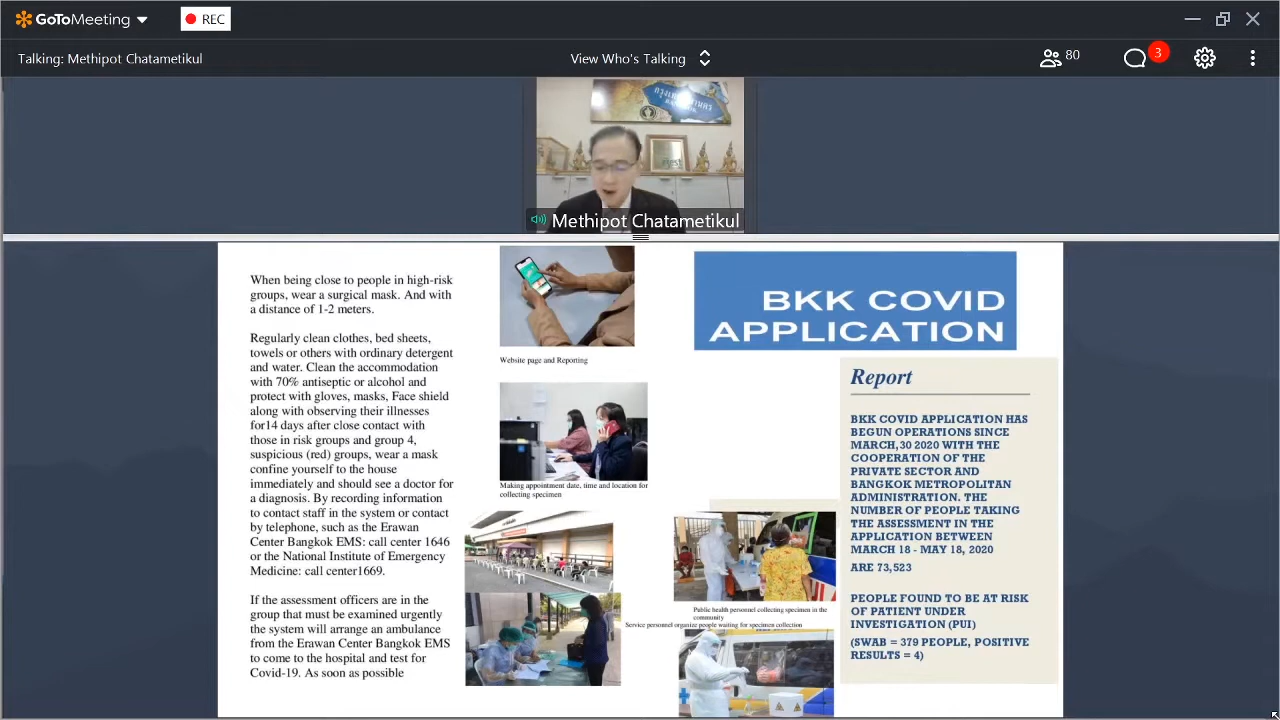 GoToMeeting
REC
Talking: Methipot Chatametikul
View Who's Talking
80
3
กรุงเทพมหานคร
Methipot Chatametikul
When being close to people in high-risk
groups, wear a surgical mask. And with
a distance of 1-2 meters.
Regularly clean clothes, bed sheets,
towels or others with ordinary detergent
and water. Clean the accommodation
with 70% antiseptic or alcohol and
protect with gloves, masks, Face shield
along with observing their illnesses
for14 days after close contact with
those in risk groups and group 4,
suspicious (red) groups, wear a mask
confine yourself to the house
immediately and should see a doctor for
a diagnosis. By recording information
to contact staff in the system or contact
by telephone, such as the Erawan
Center Bangkok EMS: call center 1646
or the National Institute of Emergency
Medicine: call center1669.
If the assessment officers are in the
group that must be examined urgently
the system will arrange an ambulance
from the Erawan Center Bangkok EMS
to come to the hospital and test for
Covid-19. As soon as possible
Website page and Reporting
Making appointment date, time and location for
collecting specimen
Public health personnel collecting specimen in the
community
Service personnel organize people waiting for specimen collection
BKK COVID
APPLICATION
Report
BKK COVID APPLICATION HAS
BEGUN OPERATIONS SINCE
MARCH,30 2020 WITH THE
COOPERATION OF THE
PRIVATE SECTOR AND
BANGKOK METROPOLITAN
ADMINISTRATION. THE
NUMBER OF PEOPLE TAKING
THE ASSESSMENT IN THE
APPLICATION BETWEEN
MARCH 18 - MAY 18, 2020
ARE 73,523
PEOPLE FOUND TO BE AT RISK
OF PATIENT UNDER
INVESTIGATION (PUI)
(SWAB = 379 PEOPLE, POSITIVE
RESULTS = 4)